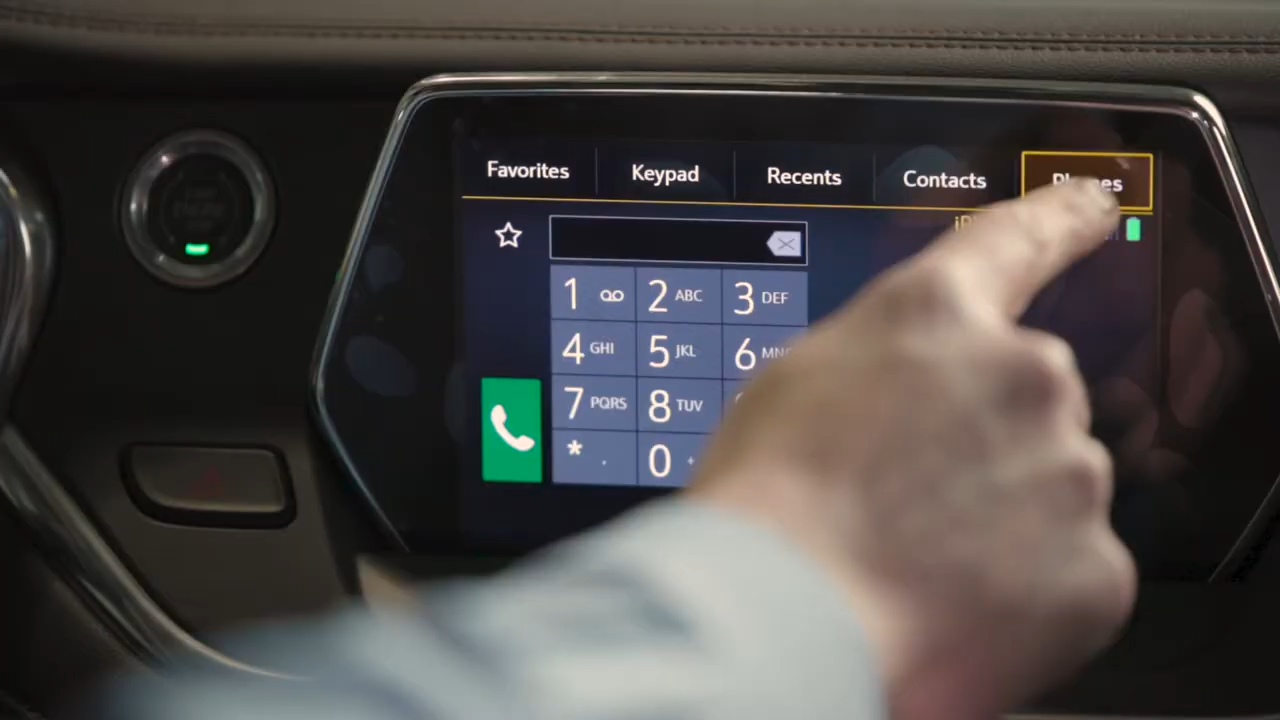 Favorites Keypad Recents Contacts Phones
1 2 ABC 3 DEF
4 GHI 5 JKL 6 MNO
7 PQRS 8 TUV
* 0 +